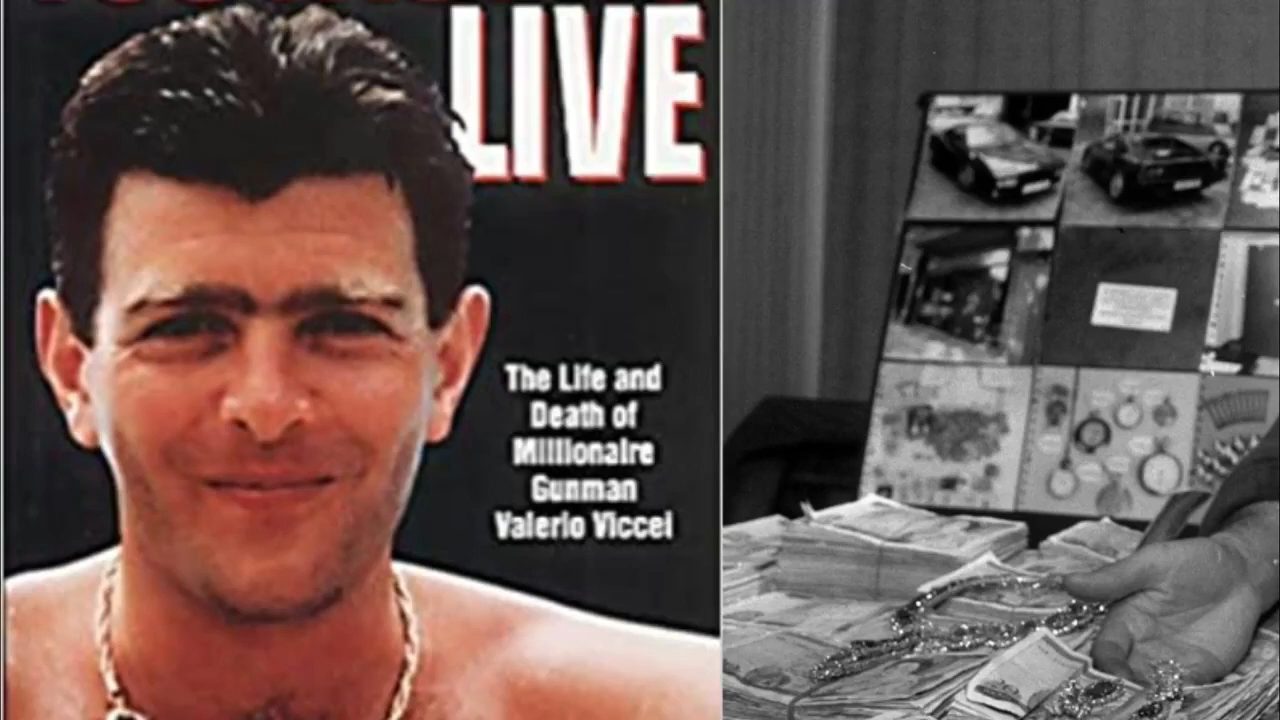 LIVE
The Life and
Death of
Millionaire
Gunman
Valerio Viccei